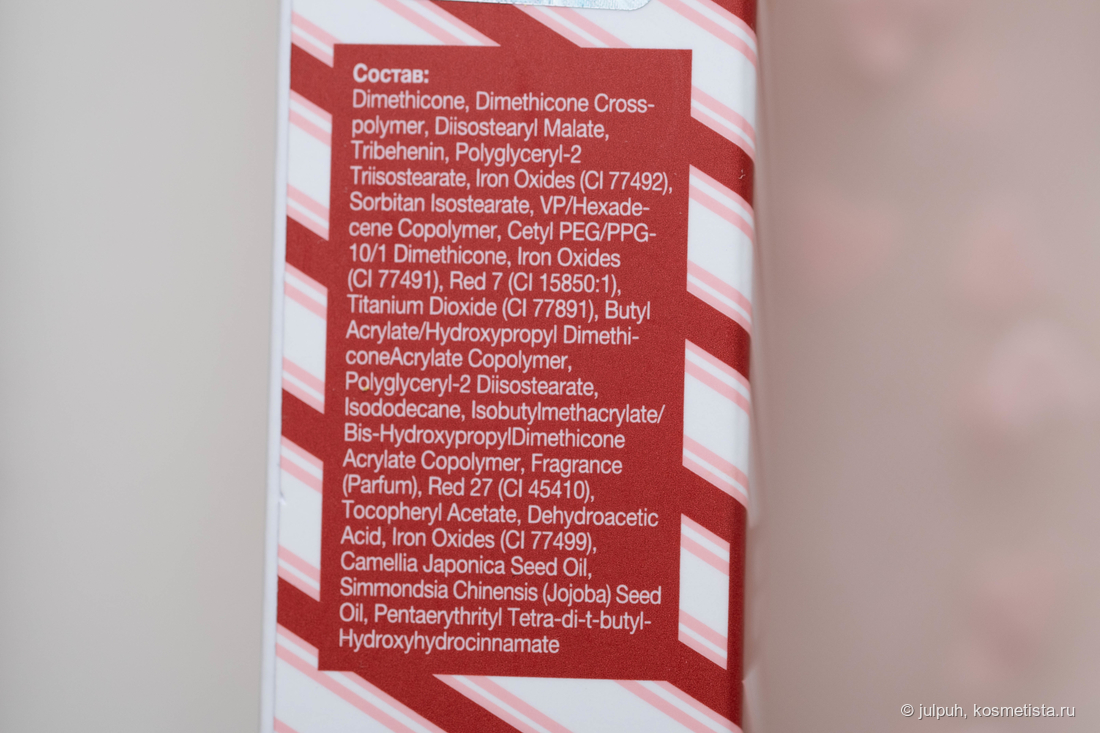 Состав:
Dimethicone, Dimethicone Cross-
polymer, Diisostearyl Malate,
Tribehenin, Polyglyceryl-2
Triisostearate, Iron Oxides (CI 77492),
Sorbitan Isostearate, VP/Hexade-
cene Copolymer, Cetyl PEG/PPG-
10/1 Dimethicone, Iron Oxides
(CI 77491), Red 7 (CI 15850:1),
Titanium Dioxide (CI 77891), Butyl
Acrylate/Hydroxypropyl Dimethi-
coneAcrylate Copolymer,
Polyglyceryl-2 Diisostearate,
Isododecane, Isobutylmethacrylate/
Bis-HydroxypropylDimethicone
Acrylate Copolymer, Fragrance
(Parfum), Red 27 (CI 45410),
Tocopheryl Acetate, Dehydroacetic
Acid, Iron Oxides (CI 77499),
Camellia Japonica Seed Oil,
Simmondsia Chinensis (Jojoba) Seed
Oil, Pentaerythrityl Tetra-di-t-butyl-
Hydroxyhydrocinnamate
© julpuh, kosmetista.ru